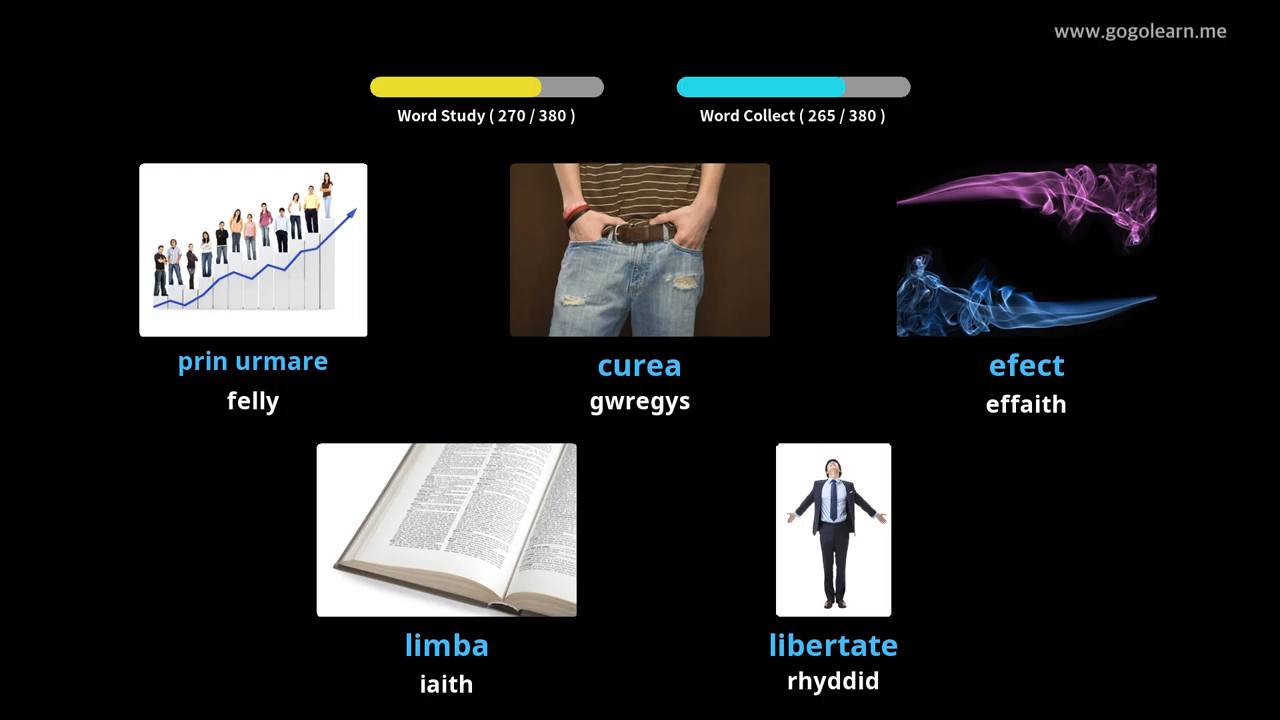 www.gogolearn.me
Word Study ( 270 / 380 )
Word Collect ( 265 / 380 )
prin urmare
felly
curea
gwregys
efect
effaith
limba
iaith
libertate
rhyddid